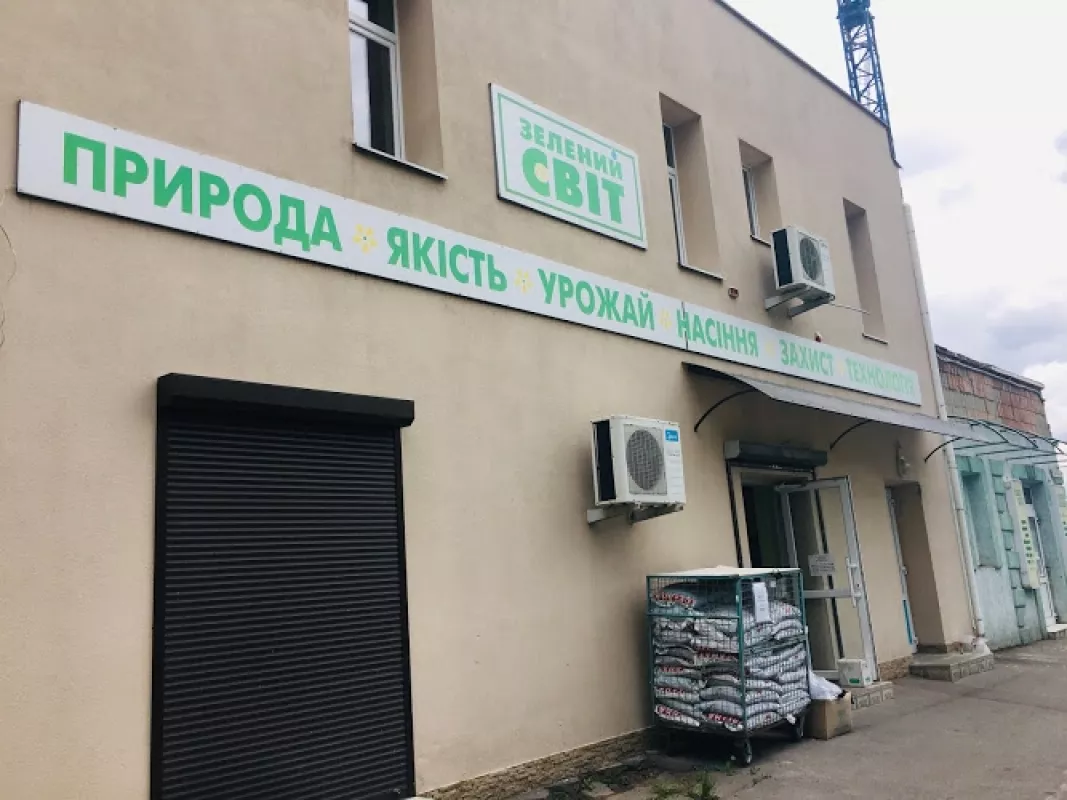 ЗЕЛЕНИЙ
СВІТ
ПРИРОДА ЯКІСТЬ УРОЖАЙ НАСІННЯ ЗАХИСТ ТЕХНОЛОГІЇ